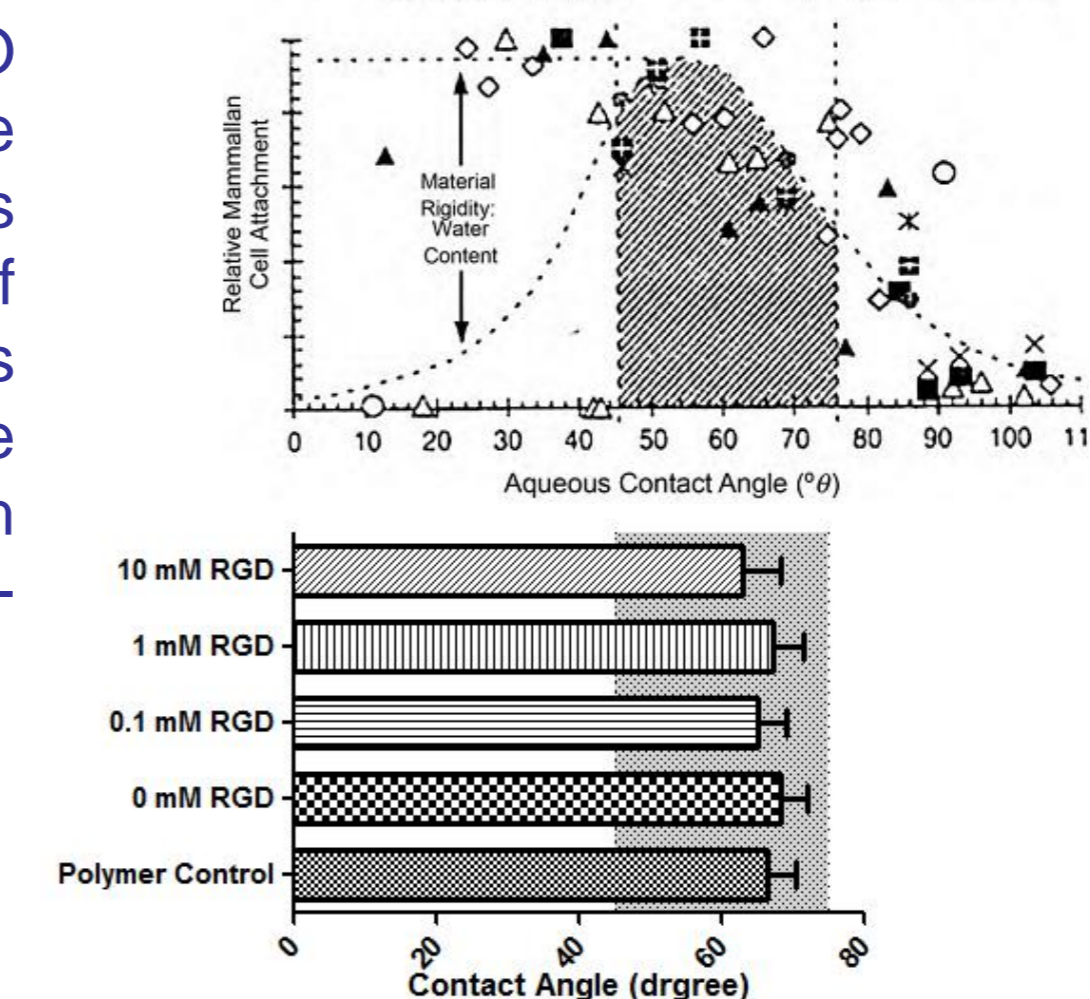 Relative Mammallan
Cell Attachment
Material
Rigidity:
Water
Content
0 10 20 30 40 50 60 70 80 90 100 11
Aqueous Contact Angle (°θ)
10 mM RGD
1 mM RGD
0.1 mM RGD
0 mM RGD
Polymer Control
0 20 40 60 80
Contact Angle (drgree)